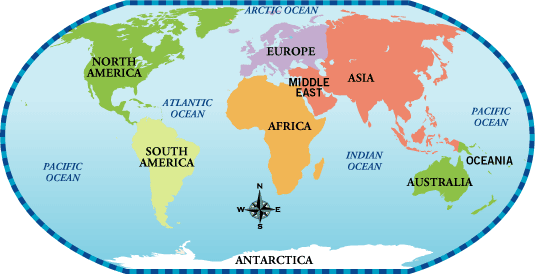 ARCTIC OCEAN
NORTH
AMERICA
EUROPE
ASIA
MIDDLE
EAST
ATLANTIC
OCEAN
AFRICA
PACIFIC
OCEAN
SOUTH
AMERICA
INDIAN
OCEAN
OCEANIA
PACIFIC
OCEAN
AUSTRALIA
N
W E
S
ANTARCTICA